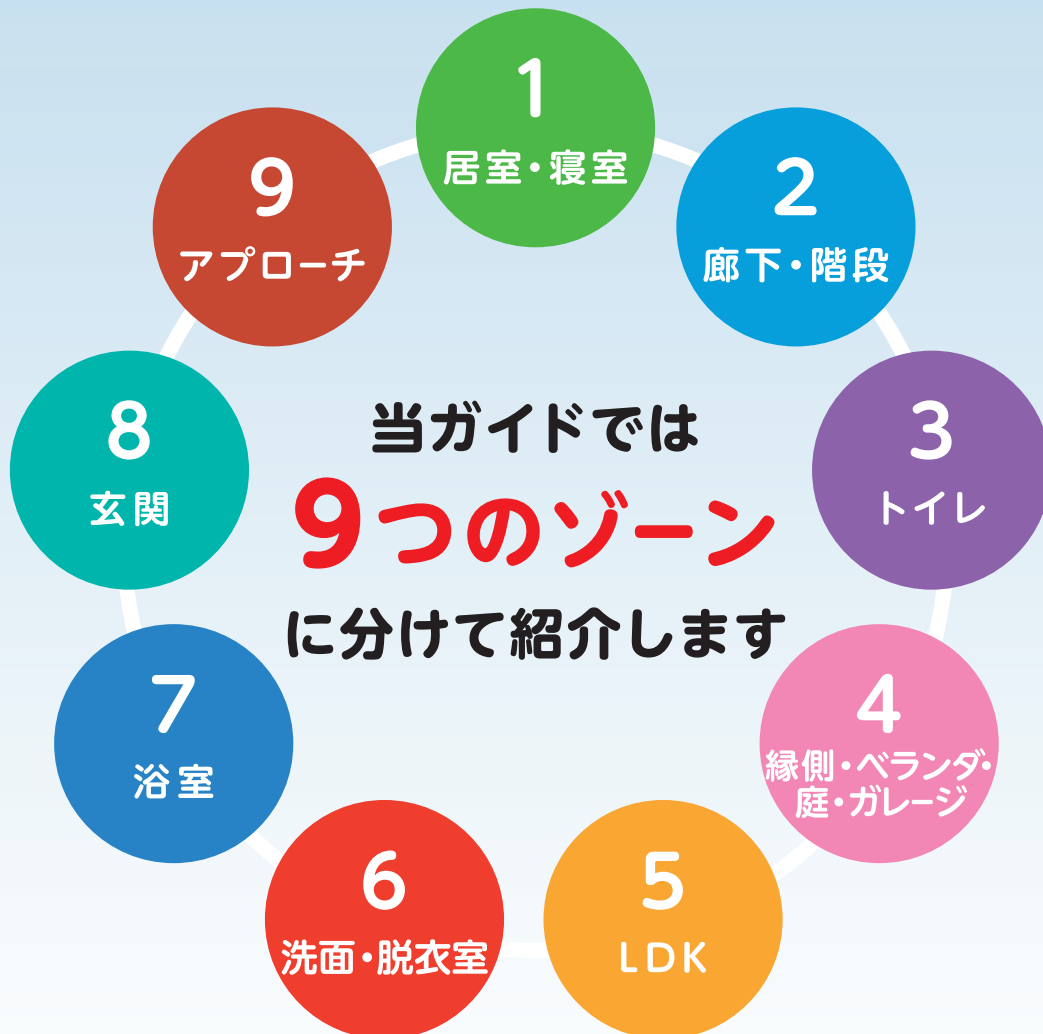 当ガイドでは
9つのゾーン
に分けて紹介します
1
居室・寝室
2
廊下・階段
3
トイレ
4
縁側・ベランダ・
庭・ガレージ
5
LDK
6
洗面・脱衣室
7
浴室
8
玄関
9
アプローチ